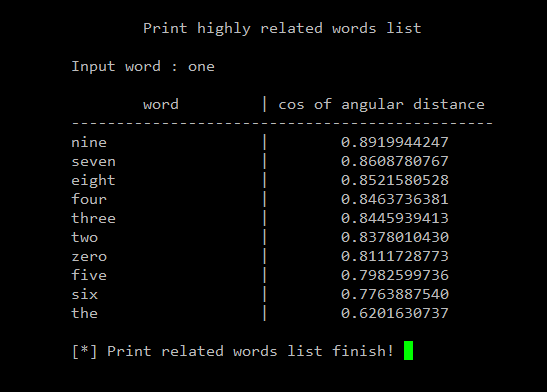 Print highly related words list
Input word : one
word | cos of angular distance
-----------------------------------------------
nine | 0.8919944247
seven | 0.8608780767
eight | 0.8521580528
four | 0.8463736381
three | 0.8445939413
two | 0.8378010430
zero | 0.8111728773
five | 0.7982599736
six | 0.7763887540
the | 0.6201630737
[*] Print related words list finish!